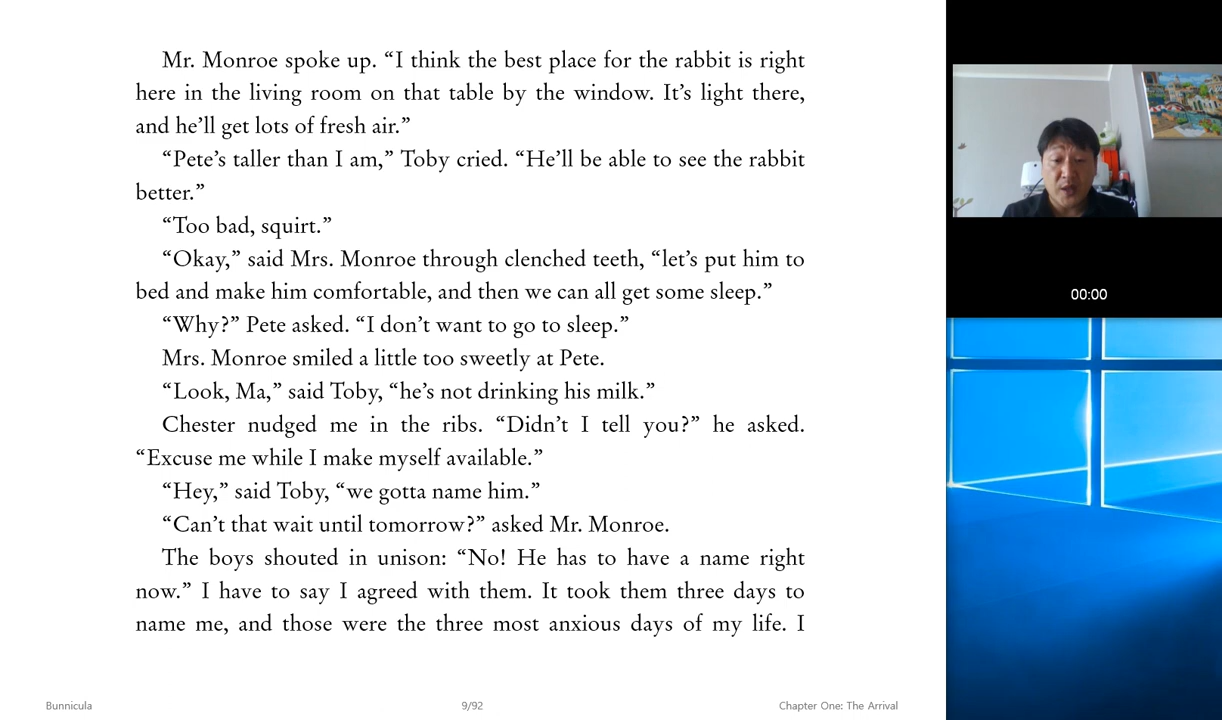 Mr. Monroe spoke up. “I think the best place for the rabbit is right
here in the living room on that table by the window. It’s light there,
and he’ll get lots of fresh air.”
“Pete’s taller than I am,” Toby cried. “He’ll be able to see the rabbit
better.”
“Too bad, squirt.”
“Okay,” said Mrs. Monroe through clenched teeth, “let’s put him to
bed and make him comfortable, and then we can all get some sleep.”
“Why?” Pete asked. “I don’t want to go to sleep.”
Mrs. Monroe smiled a little too sweetly at Pete.
“Look, Ma,” said Toby, “he’s not drinking his milk.”
Chester nudged me in the ribs. “Didn’t I tell you?” he asked.
“Excuse me while I make myself available.”
“Hey,” said Toby, “we gotta name him.”
“Can’t that wait until tomorrow?” asked Mr. Monroe.
The boys shouted in unison: “No! He has to have a name right
now.” I have to say I agreed with them. It took them three days to
name me, and those were the three most anxious days of my life. I
Bunnicula
9/92
Chapter One: The Arrival
00:00